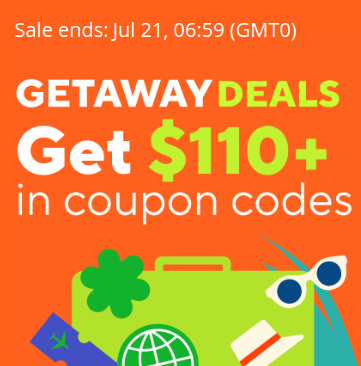 Sale ends: Jul 21, 06:59 (GMT0)
GETAWAY DEALS
Get $110+
in coupon codes